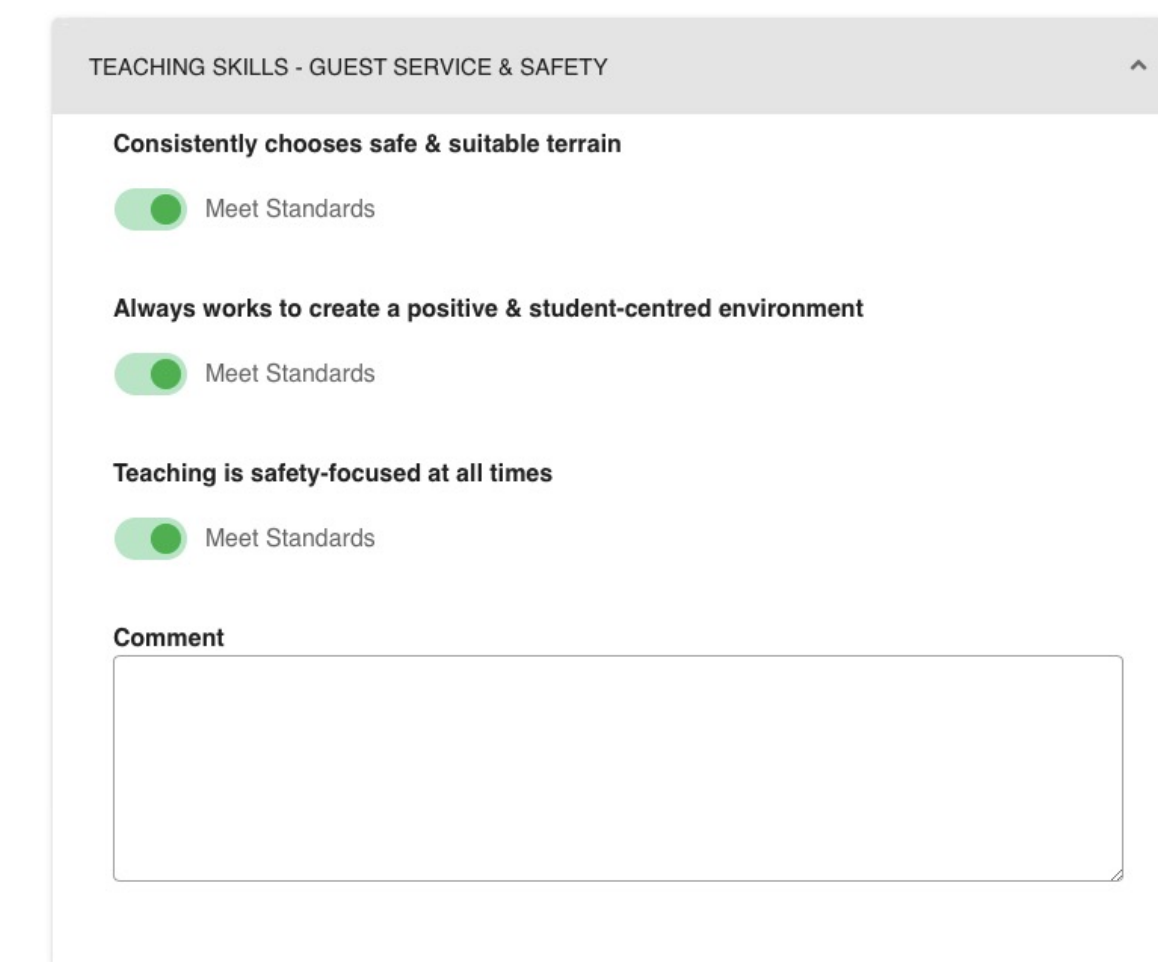 TEACHING SKILLS - GUEST SERVICE & SAFETY
Consistently chooses safe & suitable terrain
Meet Standards
Always works to create a positive & student-centred environment
Meet Standards
Teaching is safety-focused at all times
Meet Standards
Comment